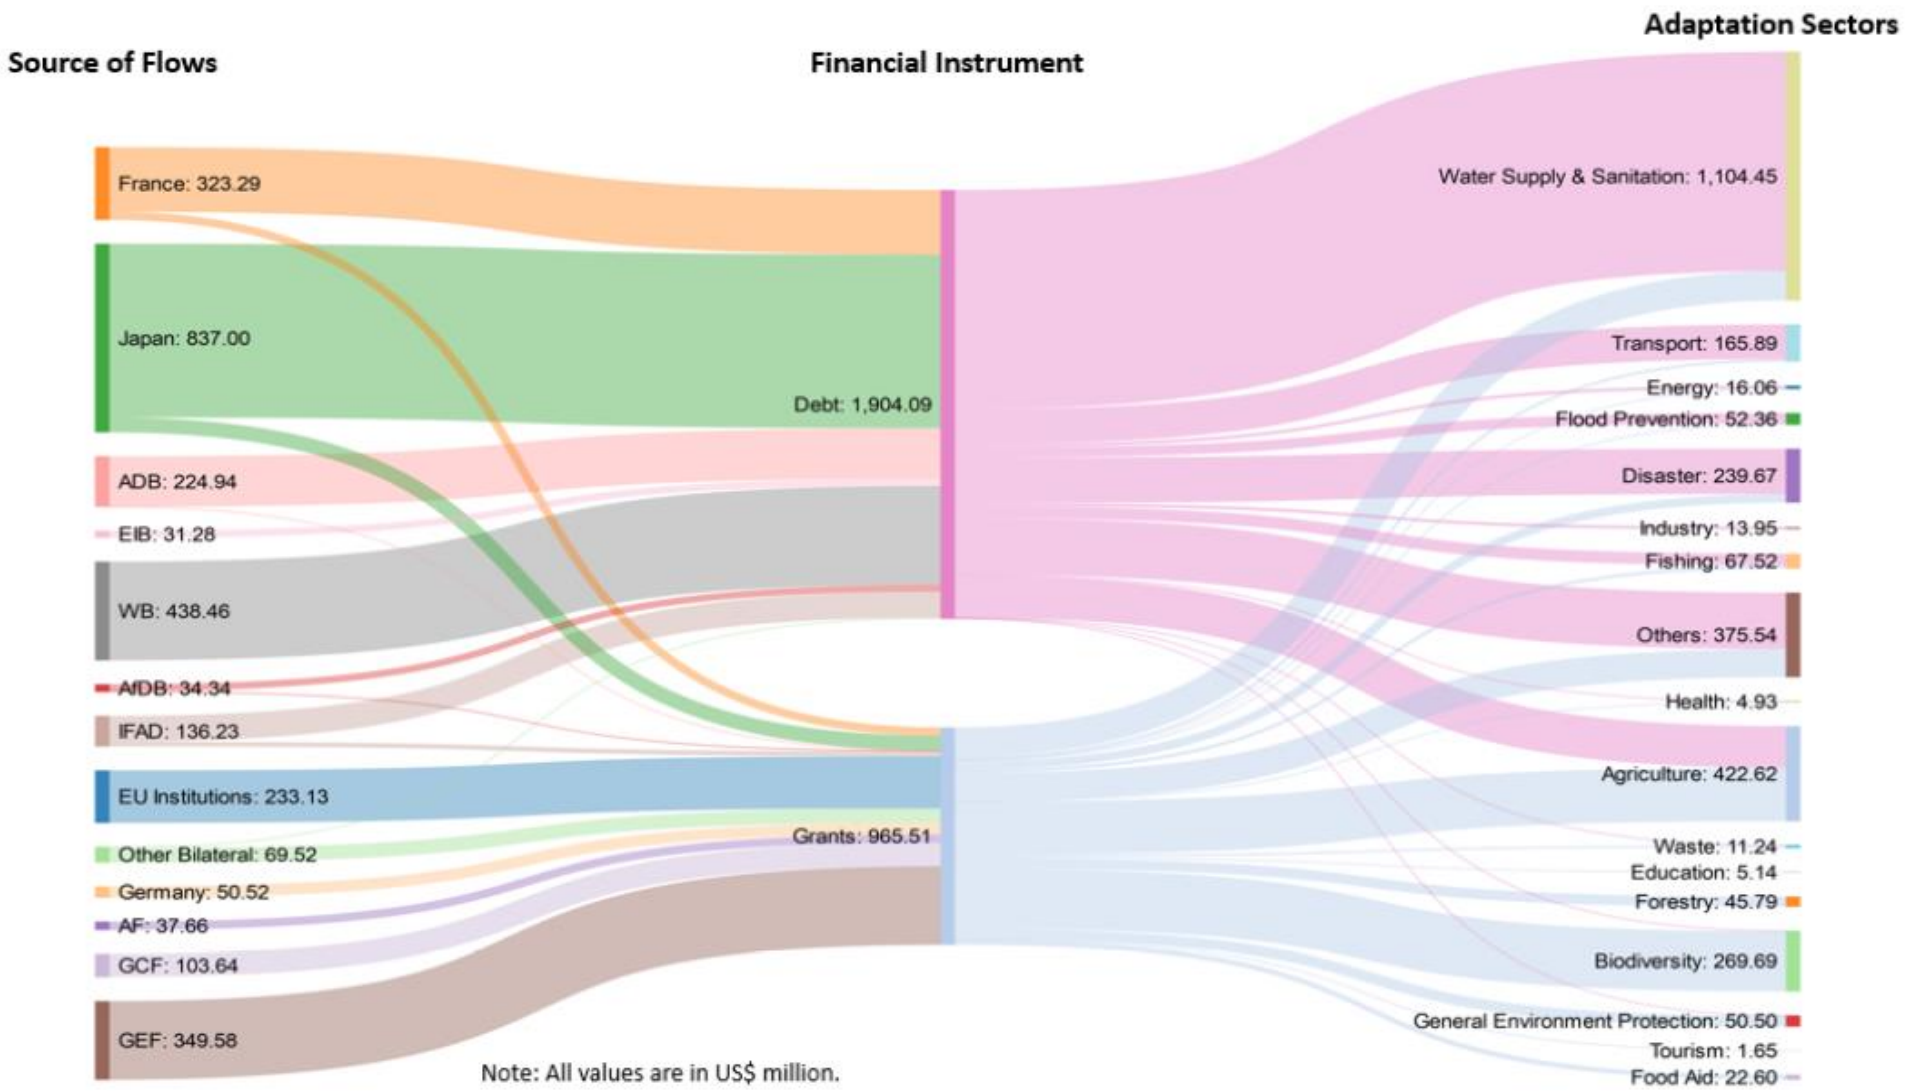 Adaptation Sectors
Source of Flows
Financial Instrument
France: 323.29
Japan: 837.00
ADB: 224.94
EIB: 31.28
WB: 438.46
AfDB: 34.34
IFAD: 136.23
EU Institutions: 233.13
Other Bilateral: 69.52
Germany: 50.52
AF: 37.66
GCF: 103.64
GEF: 349.58
Debt: 1,904.09
Grants: 965.51
Water Supply & Sanitation: 1,104.45
Transport: 165.89
Energy: 16.06
Flood Prevention: 52.36
Disaster: 239.67
Industry: 13.95
Fishing: 67.52
Others: 375.54
Health: 4.93
Agriculture: 422.62
Waste: 11.24
Education: 5.14
Forestry: 45.79
Biodiversity: 269.69
General Environment Protection: 50.50
Tourism: 1.65
Food Aid: 22.60
Note: All values are in US$ million.